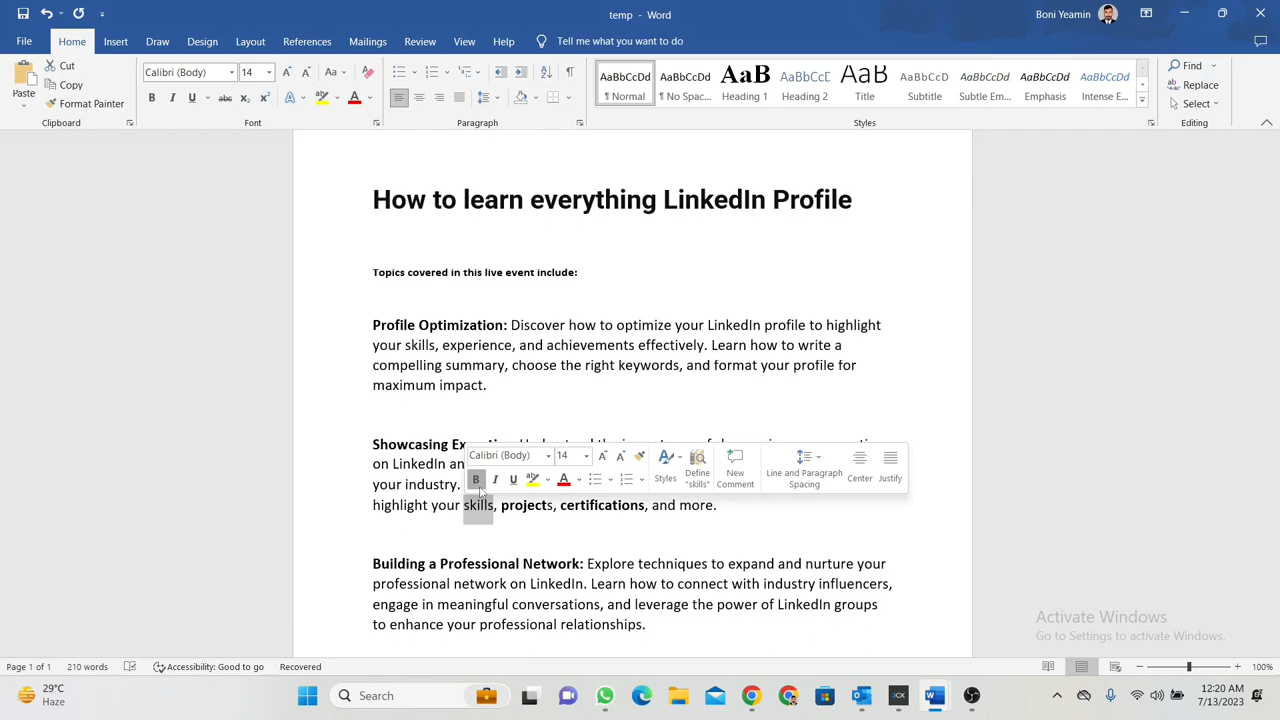 temp - Word
Boni Yeamin
File Home Insert Draw Design Layout References Mailings Review View Help Tell me what you want to do
Paste
Cut
Copy
Format Painter
Clipboard
Calibri (Body) 14
Aa
B I U abc x2 x2 A A
Font
Paragraph
AaBbCcDd AaBbCcDd AaB AaBbCcD AaB AaBbCcD AaBbCcDd AaBbCcDd AaBbCcDd
¶ Normal ¶ No Spac... Heading 1 Heading 2 Title Subtitle Subtle Em... Emphasis Intense E...
Styles
Find
Replace
Select
Editing
How to learn everything LinkedIn Profile
Topics covered in this live event include:
Profile Optimization: Discover how to optimize your LinkedIn profile to highlight
your skills, experience, and achievements effectively. Learn how to write a
compelling summary, choose the right keywords, and format your profile for
maximum impact.
Showcasing
on LinkedIn
your industry.
highlight your skills, projects, certifications, and more.
Calibri (Body) 14
B I U A
Styles
Define "skills"
New Comment
Line and Paragraph Spacing
Center
Justify
Building a Professional Network: Explore techniques to expand and nurture your
professional network on LinkedIn. Learn how to connect with industry influencers,
engage in meaningful conversations, and leverage the power of LinkedIn groups
to enhance your professional relationships.
Activate Windows
Go to Settings to activate Windows.
Page 1 of 1 210 words Accessibility: Good to go Recovered 100%
29°C
Haze
Search
12:20 AM
7/13/2023